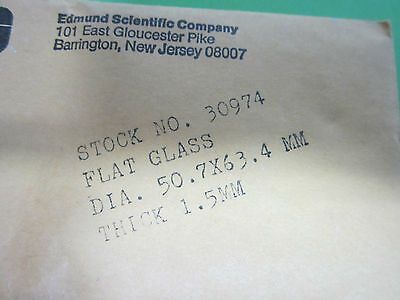 Edmund Scientific Company
101 East Gloucester Pike
Barrington, New Jersey 08007
STOCK NO. 30974
FLAT GLASS
DIA. 50.7X63.4 MM
THICK 1.5MM